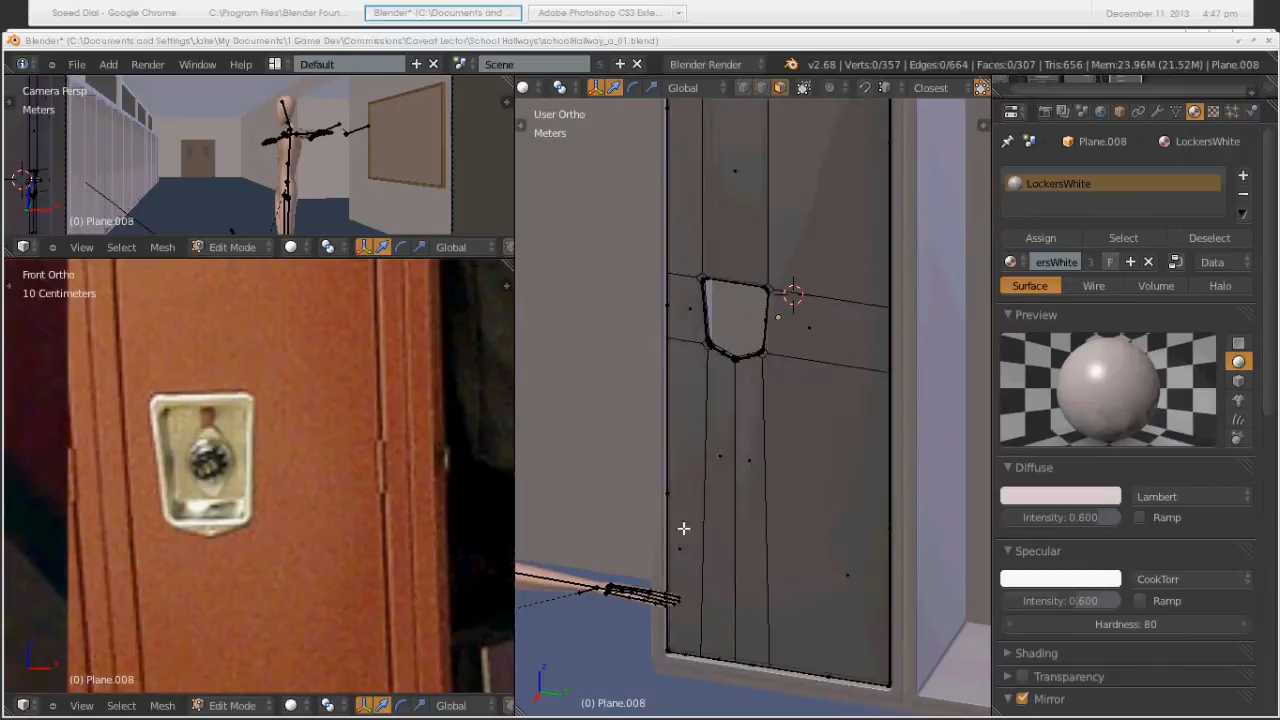 Speed Dial - Google Chrome
C:\Program Files\Blender Foun...
Blender* (C:\Documents and ...
Adobe Photoshop CS3 Exte...
December 11, 2013 4:47 pm
Blender* (C:\Documents and Settings\Jake\My Documents\1 Game Dev\Commissions\Caveat Lector\School Hallways\schoolHallway_a_01.blend)
File Add Render Window Help
Default
Scene
5
Blender Render
v2.68 | Verts:0/357 | Edges:0/664 | Faces:0/307 | Tris:656 | Mem:23.96M (21.52M) | Plane.008
Camera Persp
Meters
(0) Plane.008
View Select Mesh
Edit Mode
Global
Front Ortho
10 Centimeters
(0) Plane.008
View Select Mesh
Edit Mode
Global
Global
Closest
User Ortho
Meters
(0) Plane.008
Plane.008
LockersWhite
LockersWhite
Assign
Select
Deselect
ersWhite
3
F
Data
Surface
Wire
Volume
Halo
Preview
Diffuse
Lambert
Intensity: 0.800
Ramp
Specular
CookTorr
Intensity: 0.600
Ramp
Hardness: 80
Shading
Transparency
Mirror